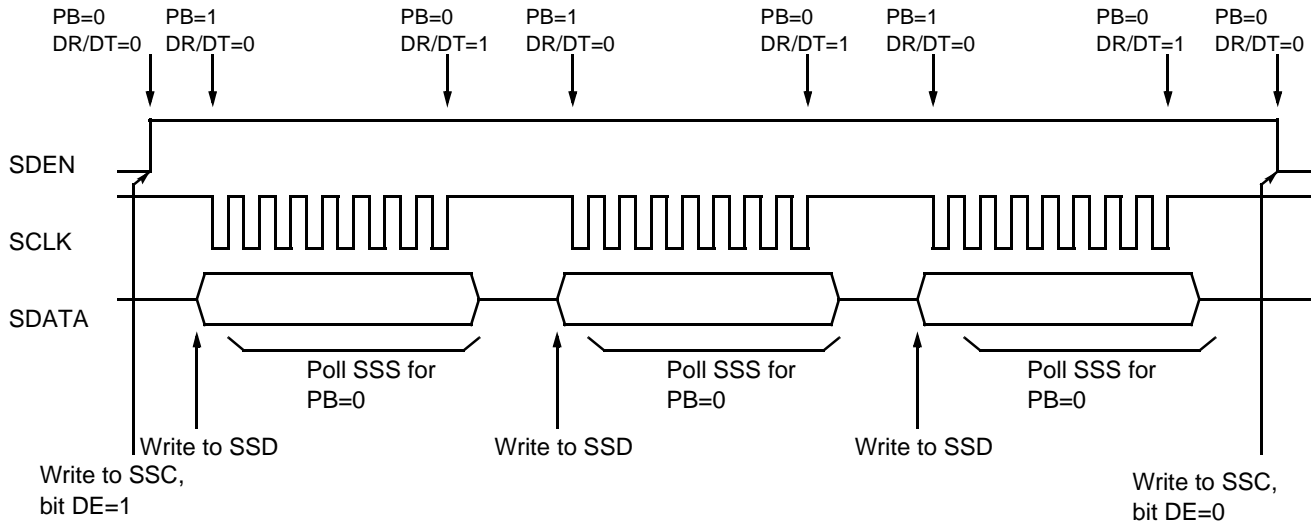 PB=0 PB=1 PB=0 PB=1 PB=0 PB=1 PB=0 PB=0
DR/DT=0 DR/DT=0 DR/DT=1 DR/DT=0 DR/DT=1 DR/DT=0 DR/DT=1 DR/DT=0
SDEN
SCLK
SDATA
Poll SSS for Poll SSS for Poll SSS for
PB=0 PB=0 PB=0
Write to SSD Write to SSD Write to SSD
Write to SSC,
bit DE=1
Write to SSC,
bit DE=0